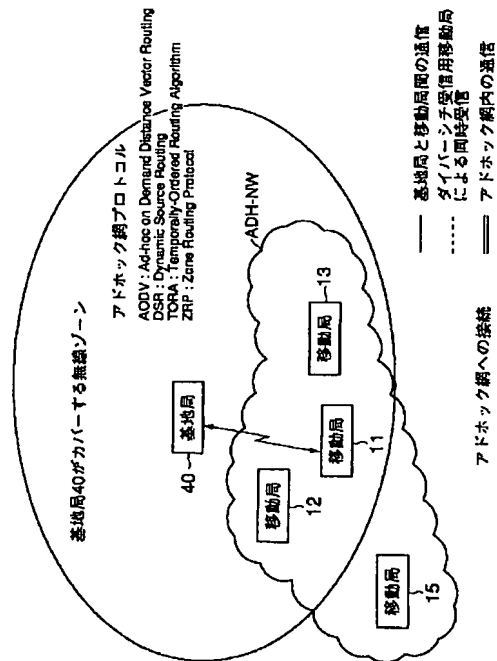 基地局40がカバーする無線ゾーン
アドホック網プロトコル
AODV : Ad-hoc on Demand Distance Vector Routing
DSR : Dynamic Source Routing
TORA : Temporally-Ordered Routing Algorithm
ZRP : Zone Routing Protocol
基地局
40
ADH-NW
移動局
12
移動局
11
移動局
13
移動局
15
アドホック網への接続
基地局と移動局間の通信
ダイバーシチ受信用移動局
による同時受信
アドホック網内の通信